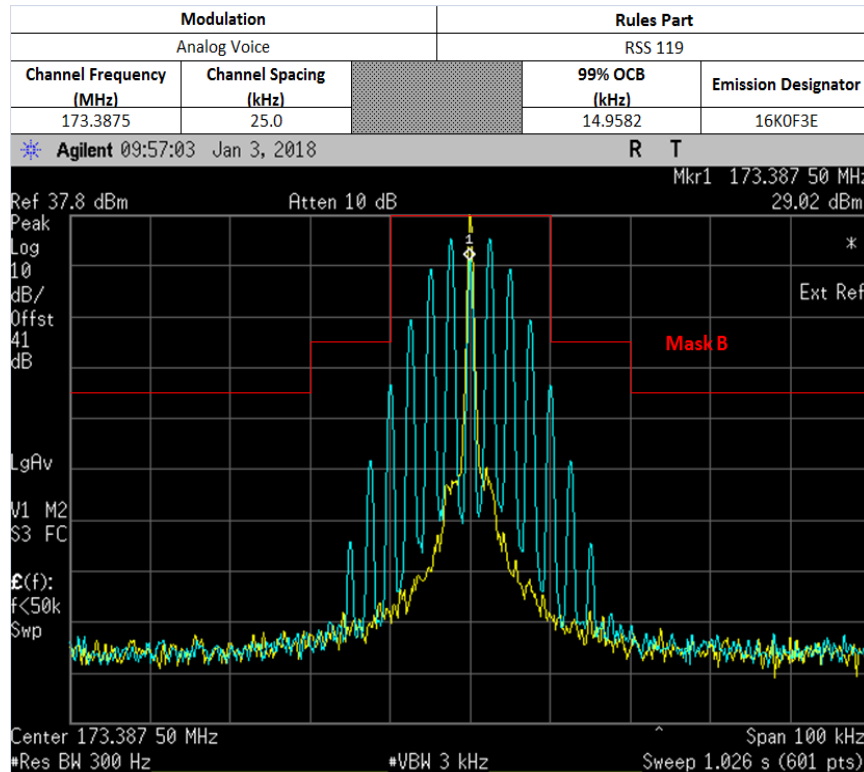 Modulation Rules Part
Analog Voice RSS 119
Channel Frequency (MHz) Channel Spacing (kHz) 99% OCB (kHz) Emission Designator
173.3875 25.0 14.9582 16K0F3E
Agilent 09:57:03 Jan 3, 2018 R T
Mkr1 173.387 50 MHz
Ref 37.8 dBm Atten 10 dB 29.02 dBm
Peak
Log
10
dB/
Offst
41
dB
1
*
Ext Ref
Mask B
LgAv
V1 M2
S3 FC
£(f):
f<50k
Swp
Center 173.387 50 MHz ^ Span 100 kHz
#Res BW 300 Hz #VBW 3 kHz Sweep 1.026 s (601 pts)